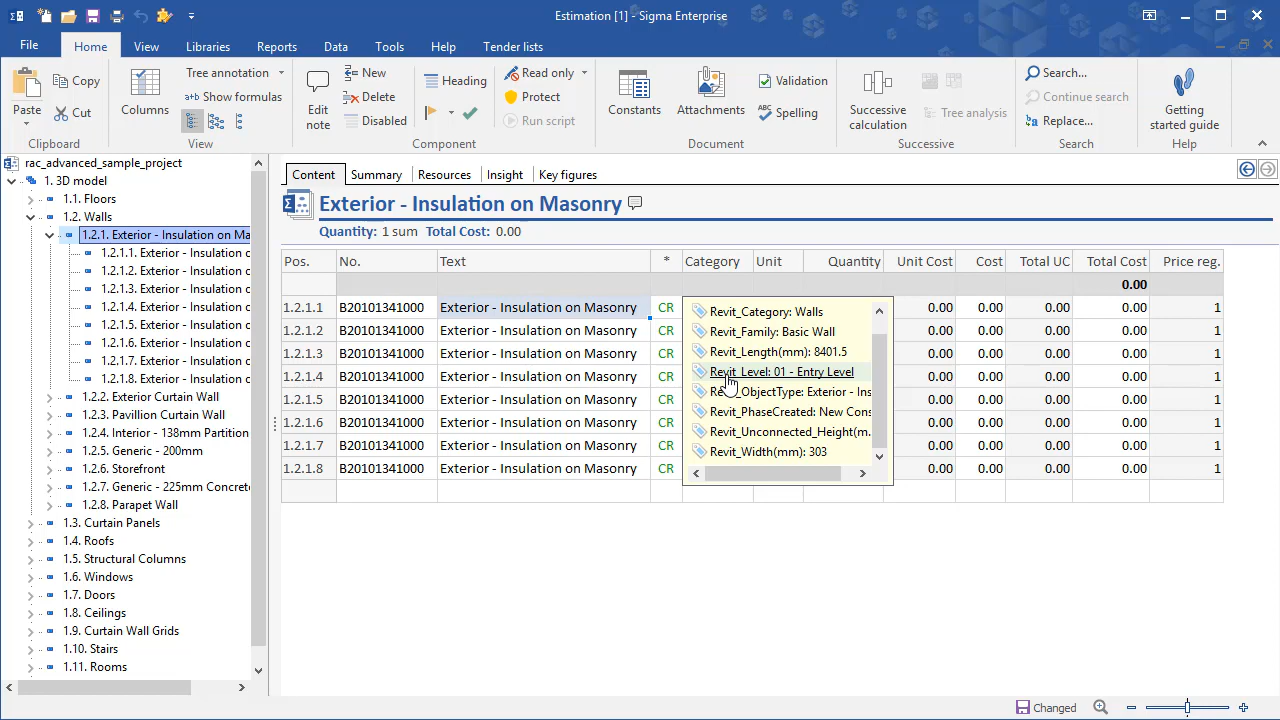 Estimation [1] - Sigma Enterprise
File Home View Libraries Reports Data Tools Help Tender lists
Paste
Copy
Cut
Clipboard
Columns
Tree annotation
Show formulas
View
Edit note
New
Delete
Disabled
Heading
Read only
Protect
Run script
Component
Constants
Attachments
Validation
Spelling
Document
Successive calculation
Tree analysis
Successive
Search...
Continue search
Replace...
Search
Getting started guide
Help
rac_advanced_sample_project
1. 3D model
1.1. Floors
1.2. Walls
1.2.1. Exterior - Insulation on Ma
1.2.1.1. Exterior - Insulation o
1.2.1.2. Exterior - Insulation o
1.2.1.3. Exterior - Insulation o
1.2.1.4. Exterior - Insulation o
1.2.1.5. Exterior - Insulation o
1.2.1.6. Exterior - Insulation o
1.2.1.7. Exterior - Insulation o
1.2.1.8. Exterior - Insulation o
1.2.2. Exterior Curtain Wall
1.2.3. Pavillion Curtain Wall
1.2.4. Interior - 138mm Partition
1.2.5. Generic - 200mm
1.2.6. Storefront
1.2.7. Generic - 225mm Concrete
1.2.8. Parapet Wall
1.3. Curtain Panels
1.4. Roofs
1.5. Structural Columns
1.6. Windows
1.7. Doors
1.8. Ceilings
1.9. Curtain Wall Grids
1.10. Stairs
1.11. Rooms
Content Summary Resources Insight Key figures
Exterior - Insulation on Masonry
Quantity: 1 sum Total Cost: 0.00
Pos. No. Text * Category Unit Quantity Unit Cost Cost Total UC Total Cost Price reg.
0.00
1.2.1.1 B20101341000 Exterior - Insulation on Masonry CR 0.00 0.00 0.00 0.00 1
1.2.1.2 B20101341000 Exterior - Insulation on Masonry CR 0.00 0.00 0.00 0.00 1
1.2.1.3 B20101341000 Exterior - Insulation on Masonry CR 0.00 0.00 0.00 0.00 1
1.2.1.4 B20101341000 Exterior - Insulation on Masonry CR 0.00 0.00 0.00 0.00 1
1.2.1.5 B20101341000 Exterior - Insulation on Masonry CR 0.00 0.00 0.00 0.00 1
1.2.1.6 B20101341000 Exterior - Insulation on Masonry CR 0.00 0.00 0.00 0.00 1
1.2.1.7 B20101341000 Exterior - Insulation on Masonry CR 0.00 0.00 0.00 0.00 1
1.2.1.8 B20101341000 Exterior - Insulation on Masonry CR 0.00 0.00 0.00 0.00 1
Revit_Category: Walls
Revit_Family: Basic Wall
Revit_Length(mm): 8401.5
Revit_Level: 01 - Entry Level
Revit_ObjectType: Exterior - Ins
Revit_PhaseCreated: New Cons
Revit_Unconnected_Height(m.
Revit_Width(mm): 303
Changed